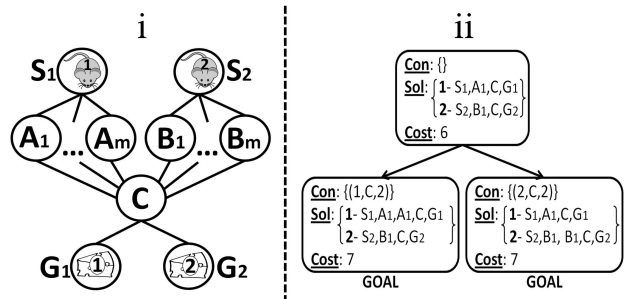 i
S1 1 2 S2
A1 ... Am B1 ... Bm
C
G1 1 2 G2
ii
Con: {}
Sol: { 1- S1,A1,C,G1
2- S2,B1,C,G2 }
Cost: 6
Con: {(1,C,2)}
Sol: { 1- S1,A1,A1,C,G1
2- S2,B1,C,G2 }
Cost: 7
GOAL
Con: {(2,C,2)}
Sol: { 1- S1,A1,C,G1
2- S2,B1, B1,C,G2 }
Cost: 7
GOAL